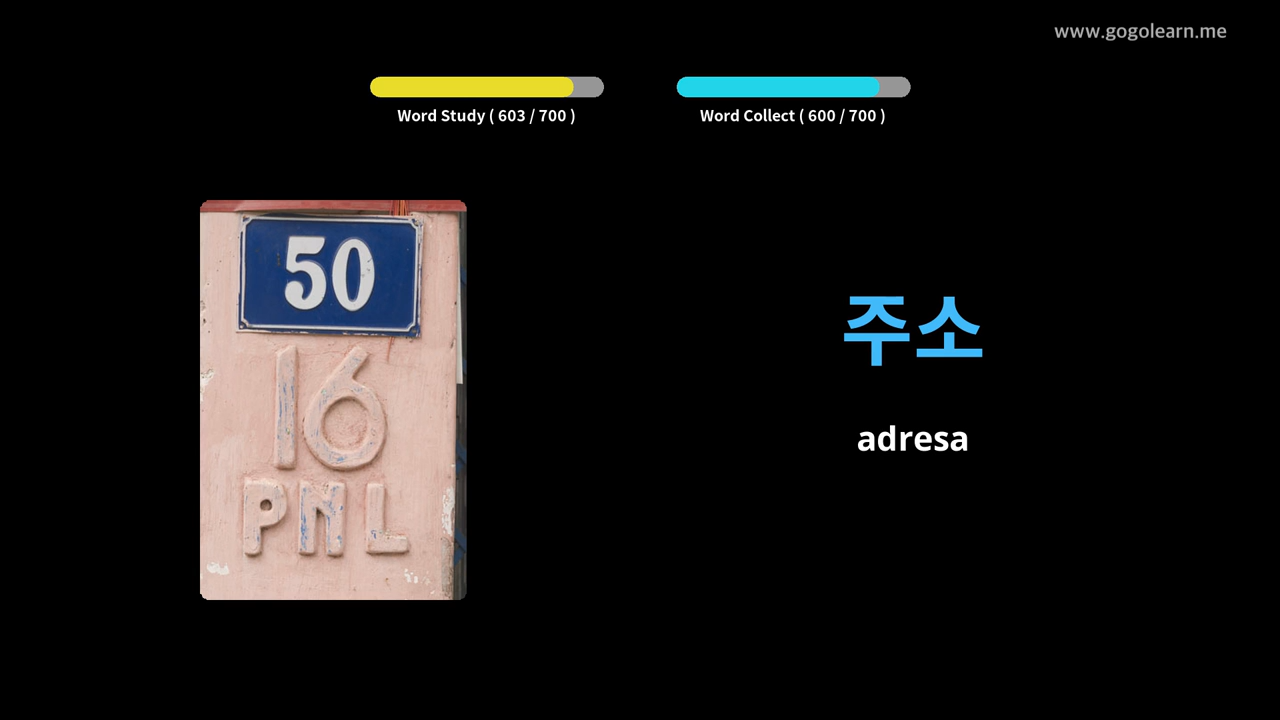 www.gogolearn.me
Word Study ( 603 / 700 )
Word Collect ( 600 / 700 )
50
16
PNL
주소
adresa